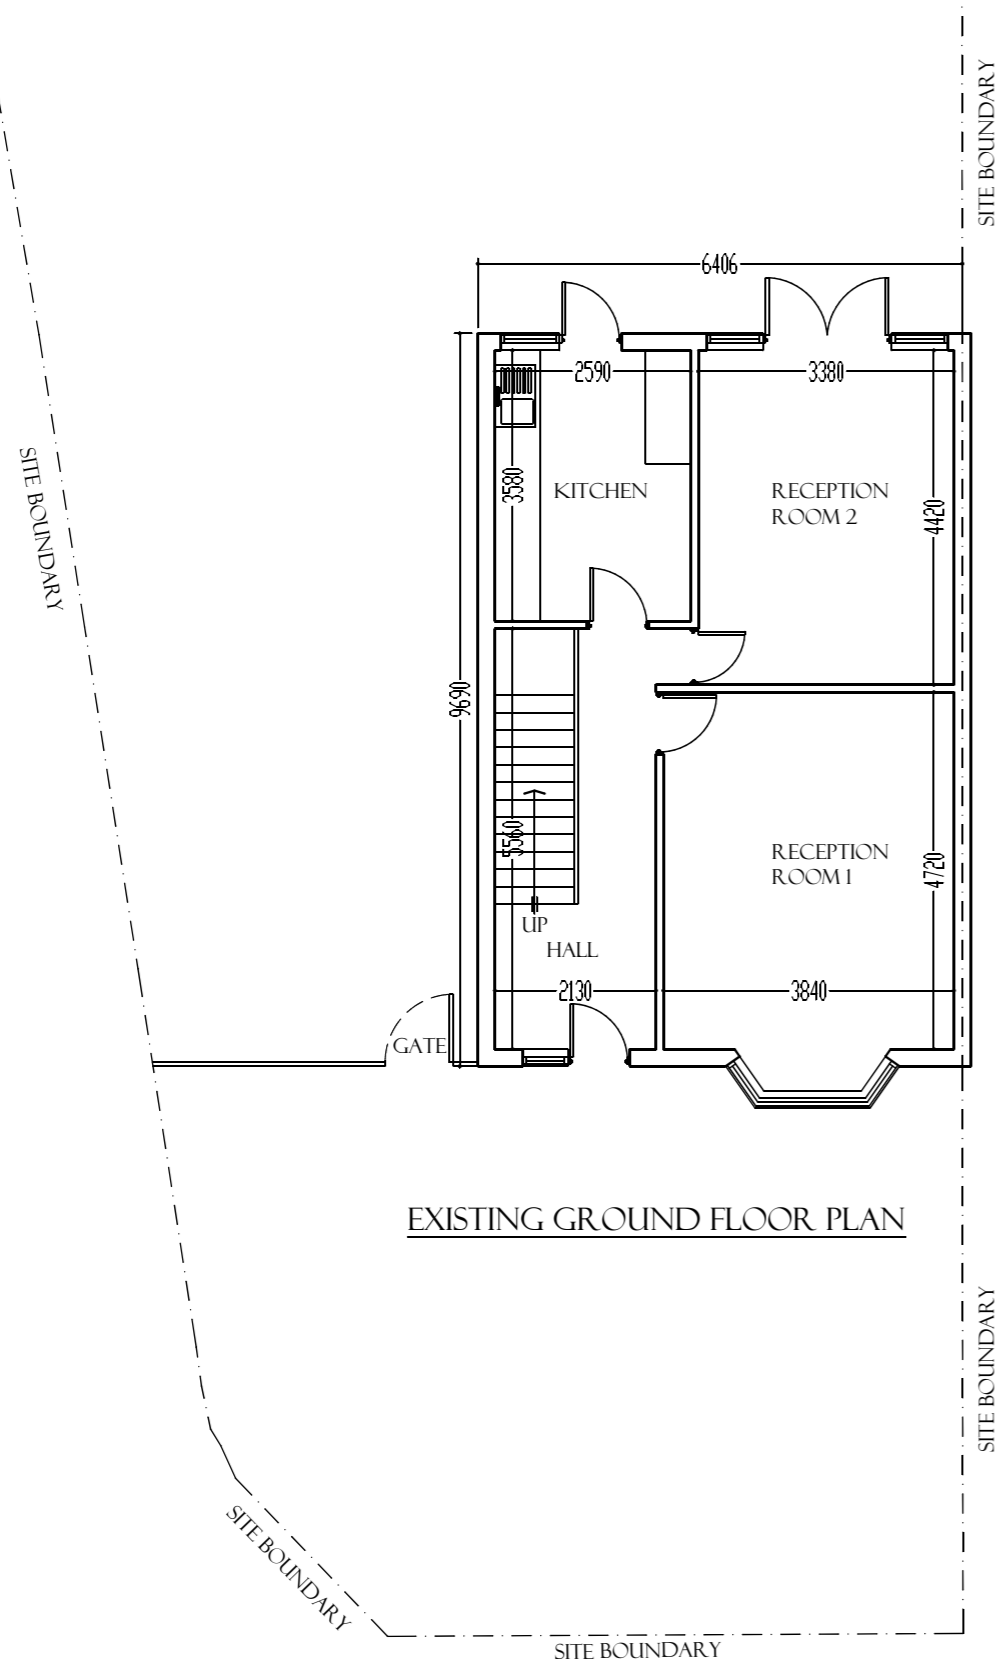 SITE BOUNDARY
6406
2590
3380
SITE BOUNDARY
3580
KITCHEN
RECEPTION
ROOM 2
4420
9690
5560
RECEPTION
ROOM 1
4720
UP
HALL
2130
3840
GATE
EXISTING GROUND FLOOR PLAN
SITE BOUNDARY
SITE BOUNDARY
SITE BOUNDARY